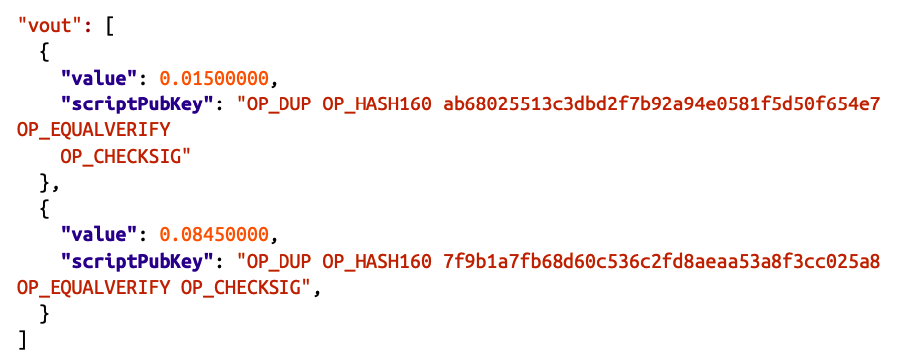 "vout": [
  {
    "value": 0.01500000,
    "scriptPubKey": "OP_DUP OP_HASH160 ab68025513c3dbd2f7b92a94e0581f5d50f654e7
OP_EQUALVERIFY
    OP_CHECKSIG"
  },
  {
    "value": 0.08450000,
    "scriptPubKey": "OP_DUP OP_HASH160 7f9b1a7fb68d60c536c2fd8aeaa53a8f3cc025a8
OP_EQUALVERIFY OP_CHECKSIG",
  }
]